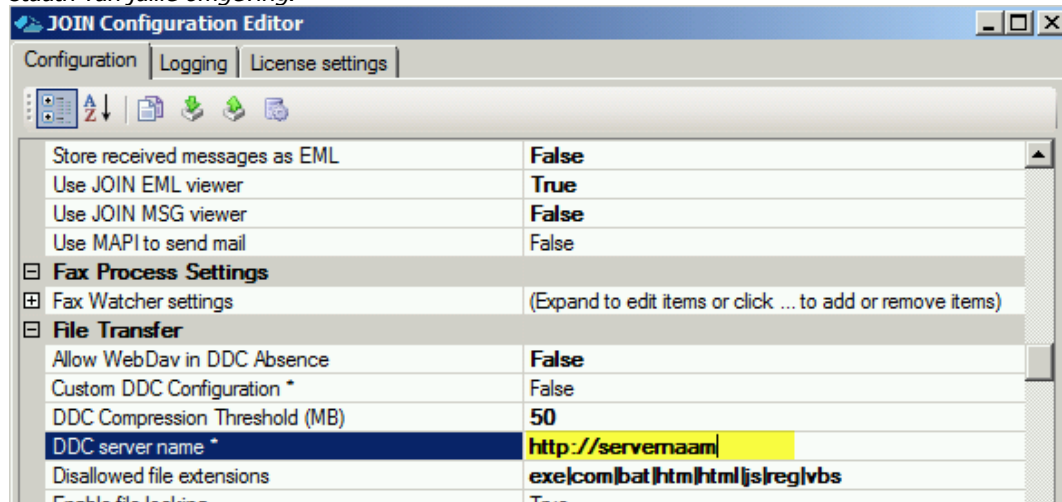 JOIN Configuration Editor
Configuration Logging License settings
Store received messages as EML False
Use JOIN EML viewer True
Use JOIN MSG viewer False
Use MAPI to send mail False
Fax Process Settings
Fax Watcher settings (Expand to edit items or click ... to add or remove items)
File Transfer
Allow WebDav in DDC Absence False
Custom DDC Configuration * False
DDC Compression Threshold (MB) 50
DDC server name * http://servernaam
Disallowed file extensions exe|com|bat|htm|html|js|reg|vbs